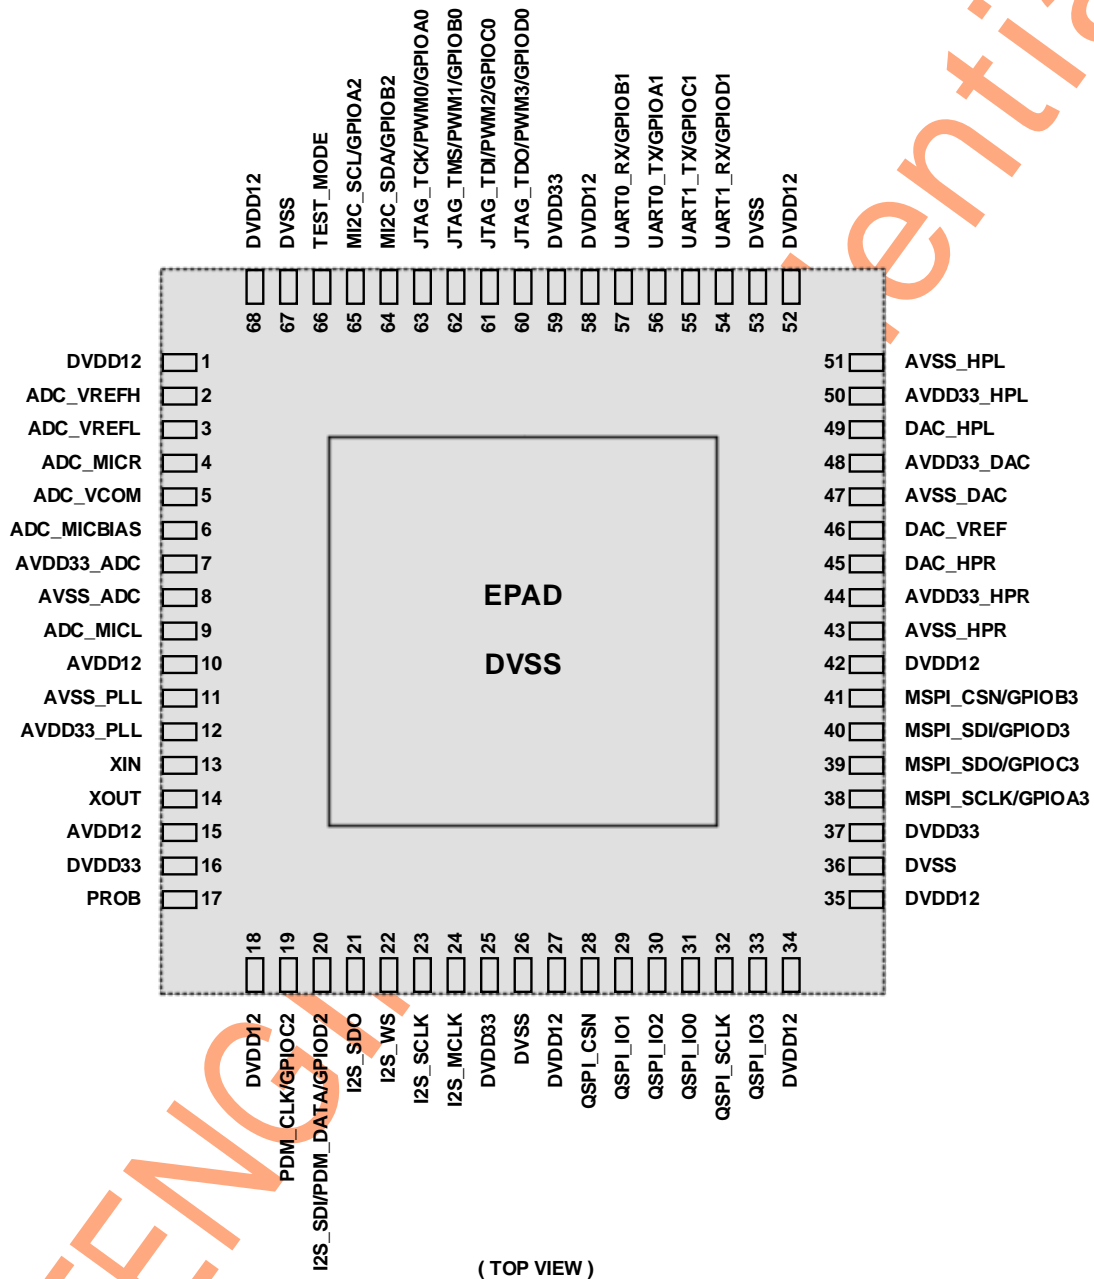 DVDD12
DVSS
TEST_MODE
MI2C_SCL/GPIOA2
MI2C_SDA/GPIOB2
JTAG_TCK/PWM0/GPIOA0
JTAG_TMS/PWM1/GPIOB0
JTAG_TDI/PWM2/GPIOC0
JTAG_TDO/PWM3/GPIOD0
DVDD33
DVDD12
UART0_RX/GPIOB1
UART0_TX/GPIOA1
UART1_TX/GPIOC1
UART1_RX/GPIOD1
DVSS
DVDD12
68 67 66 65 64 63 62 61 60 59 58 57 56 55 54 53 52
DVDD12 1
ADC_VREFH 2
ADC_VREFL 3
ADC_MICR 4
ADC_VCOM 5
ADC_MICBIAS 6
AVDD33_ADC 7
AVSS_ADC 8
ADC_MICL 9
AVDD12 10
AVSS_PLL 11
AVDD33_PLL 12
XIN 13
XOUT 14
AVDD12 15
DVDD33 16
PROB 17
EPAD
DVSS
51 AVSS_HPL
50 AVDD33_HPL
49 DAC_HPL
48 AVDD33_DAC
47 AVSS_DAC
46 DAC_VREF
45 DAC_HPR
44 AVDD33_HPR
43 AVSS_HPR
42 DVDD12
41 MSPI_CSN/GPIOB3
40 MSPI_SDI/GPIOD3
39 MSPI_SDO/GPIOC3
38 MSPI_SCLK/GPIOA3
37 DVDD33
36 DVSS
35 DVDD12
18 19 20 21 22 23 24 25 26 27 28 29 30 31 32 33 34
DVDD12
PDM_CLK/GPIOC2
I2S_SDI/PDM_DATA/GPIOD2
I2S_SDO
I2S_WS
I2S_SCLK
I2S_MCLK
DVDD33
DVSS
DVDD12
QSPI_CSN
QSPI_IO1
QSPI_IO2
QSPI_IO0
QSPI_SCLK
QSPI_IO3
DVDD12
( TOP VIEW )